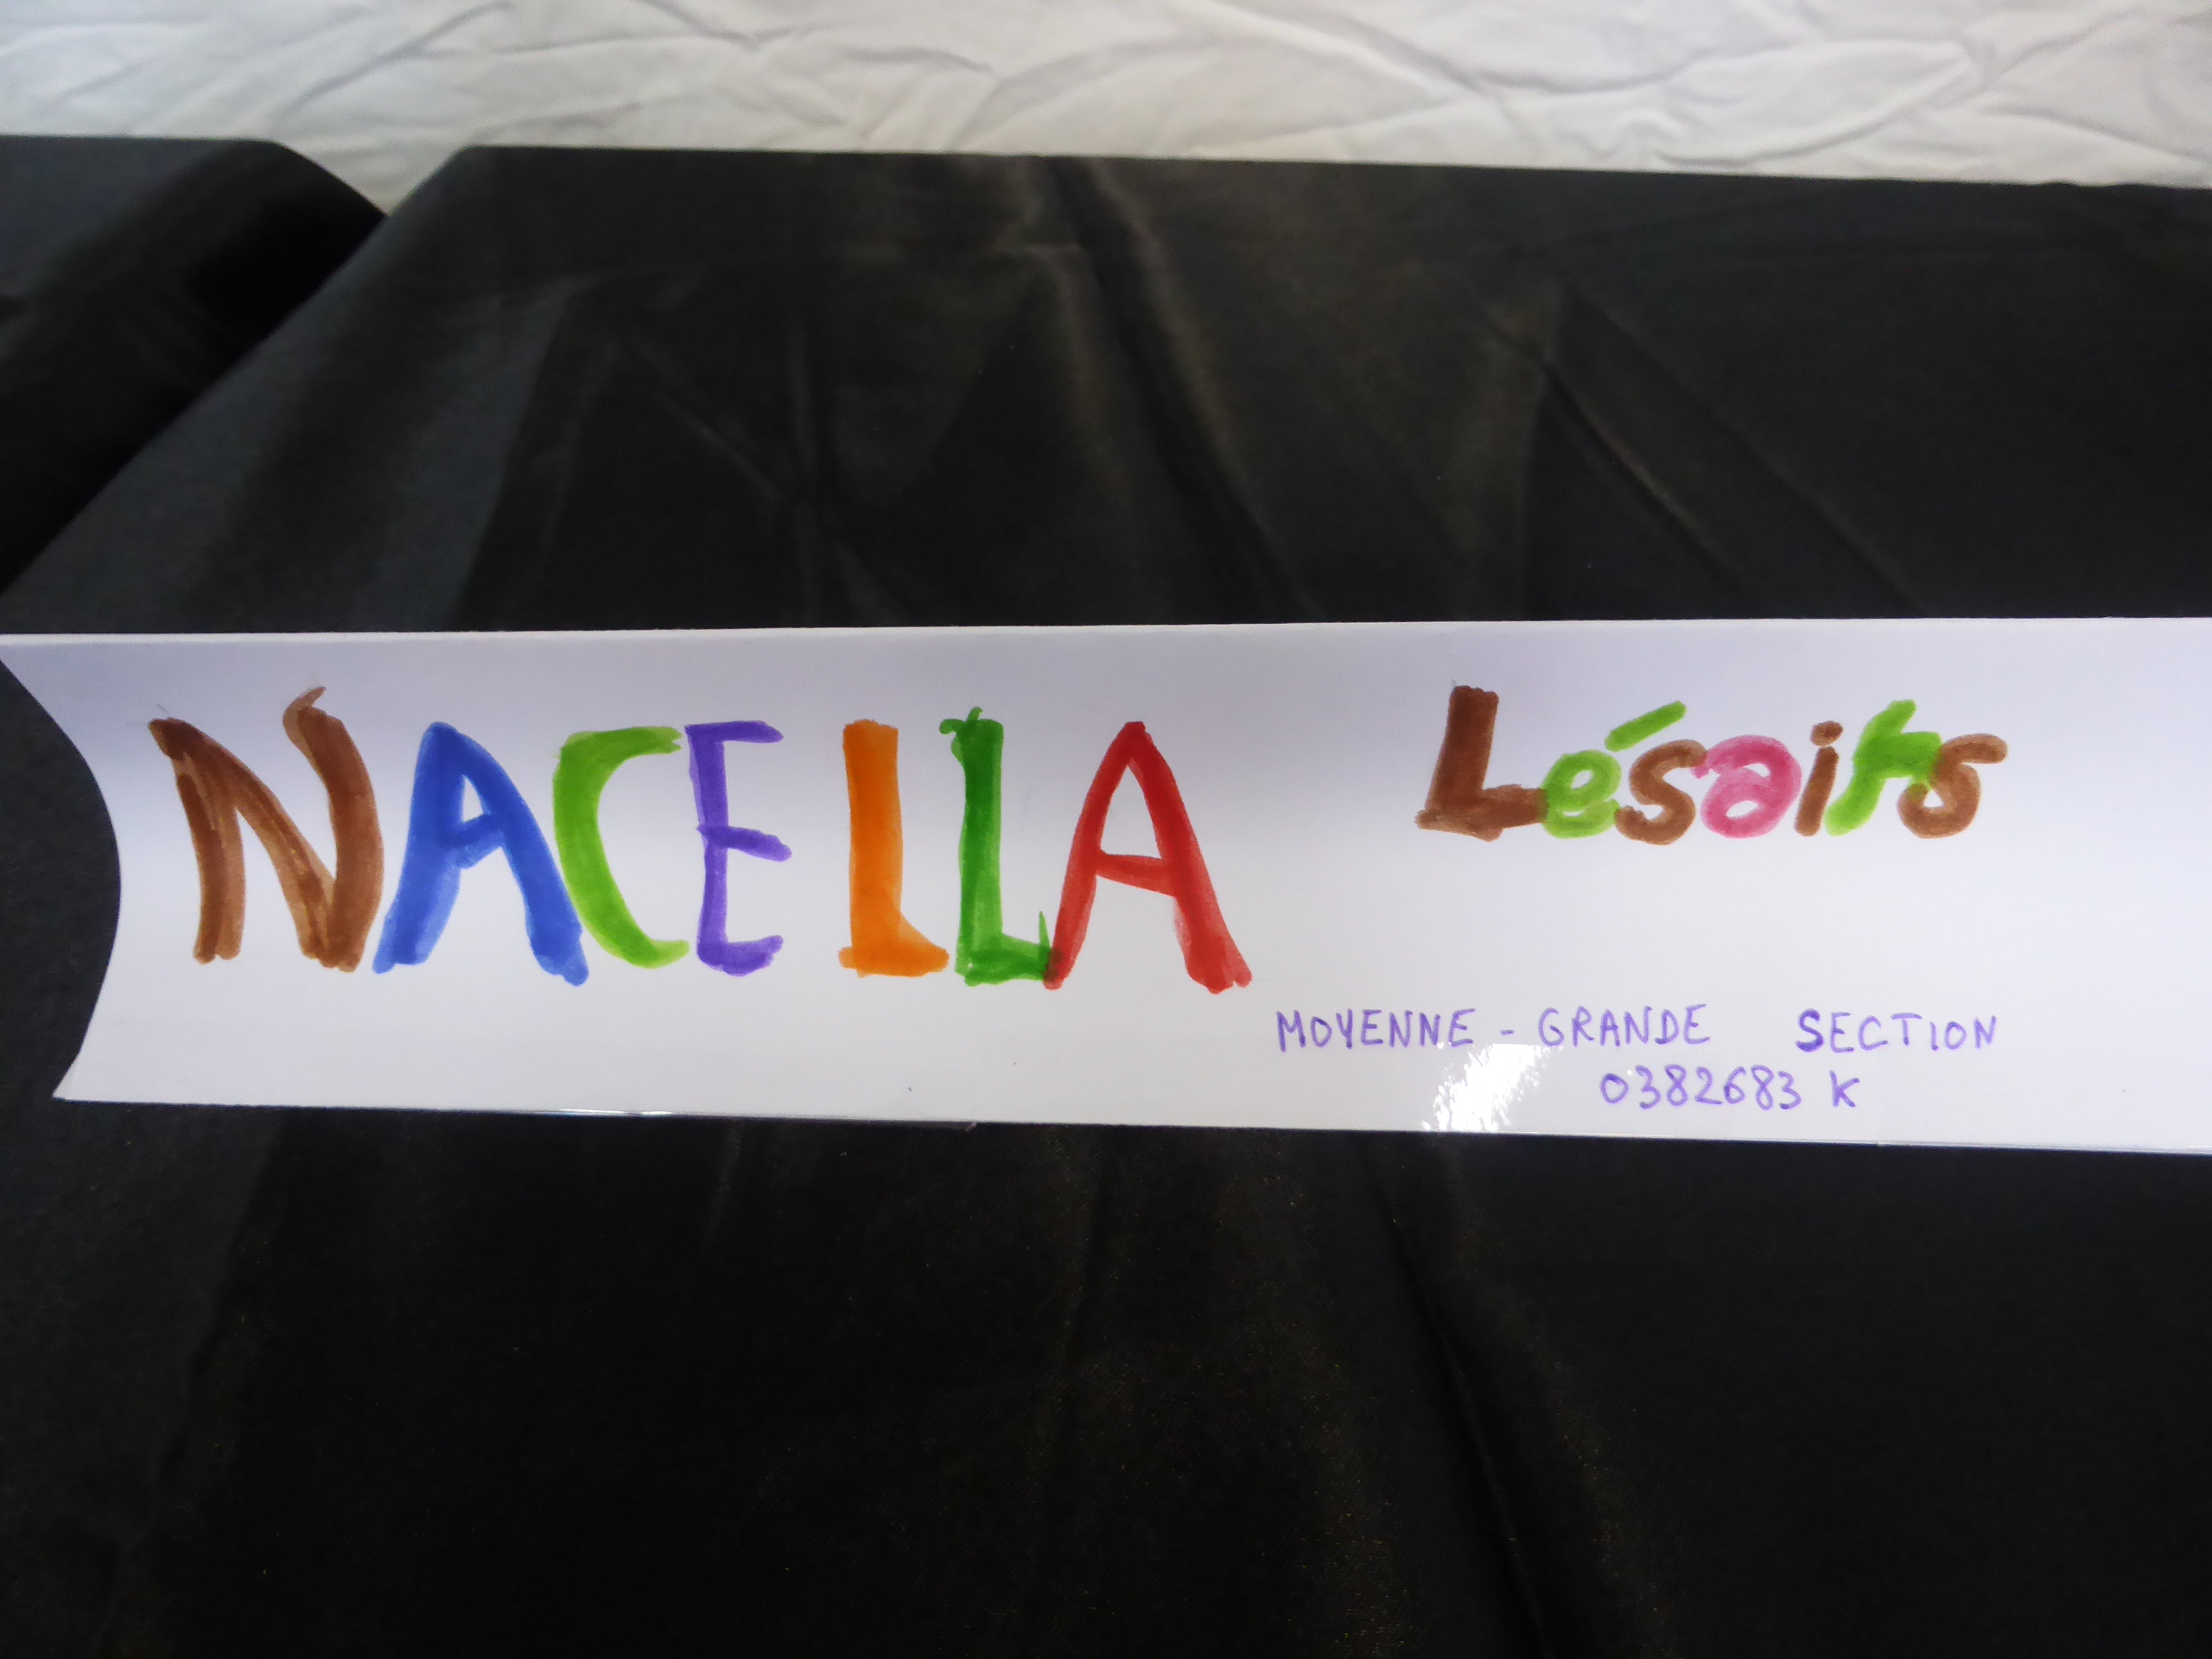 NACELLA Lésaits
MOYENNE - GRANDE SECTION
0382683 K